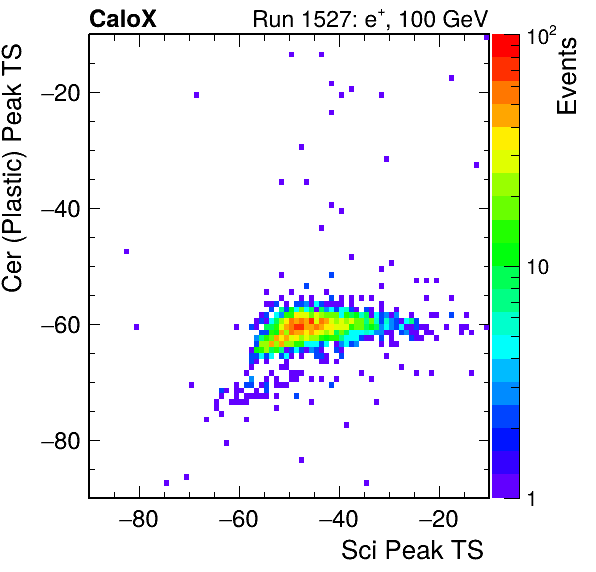 CaloX Run 1527: e⁺, 100 GeV
Cer (Plastic) Peak TS
−20
−40
−60
−80
−80 −60 −40 −20
Sci Peak TS
10²
10
1
Events